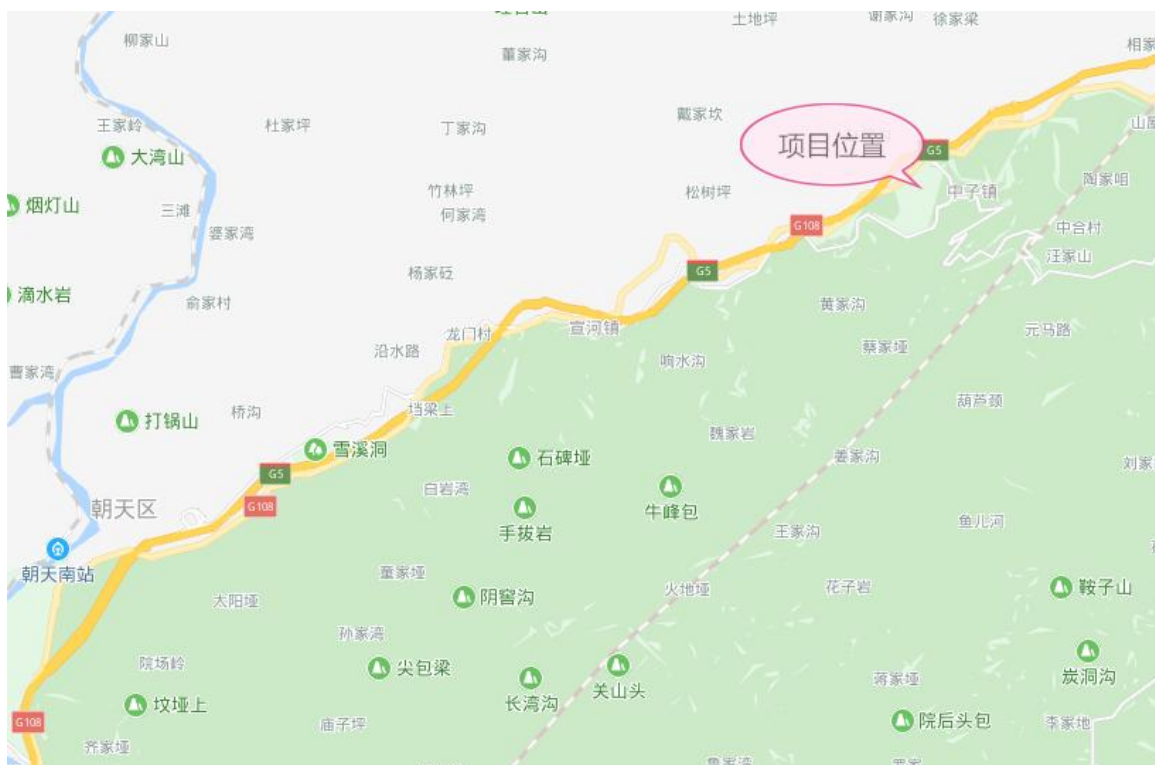 土地坪
谢家沟
徐家梁
柳家山
董家沟
相家
戴家坎
王家岭
杜家坪
丁家沟
山屋
项目位置
G5
大湾山
竹林坪
松树坪
中子镇
陶家咀
烟灯山
三滩
何家湾
G108
中合村
婆家湾
汪家山
杨家砭
G5
滴水岩
俞家村
黄家沟
龙门村
宣河镇
元马路
沿水路
响水沟
蔡家垭
曹家湾
葫芦颈
桥沟
垱梁上
打锅山
魏家岩
雪溪洞
石碑垭
姜家沟
刘家
G5
白岩湾
牛峰包
朝天区
G108
手拔岩
鱼儿河
王家沟
朝天南站
童家垭
花子岩
鞍子山
太阳垭
阴窖沟
火地垭
孙家湾
院场岭
尖包梁
关山头
炭洞沟
长湾沟
蒋家垭
坟垭上
G108
庙子坪
院后头包
李家地
齐家垭